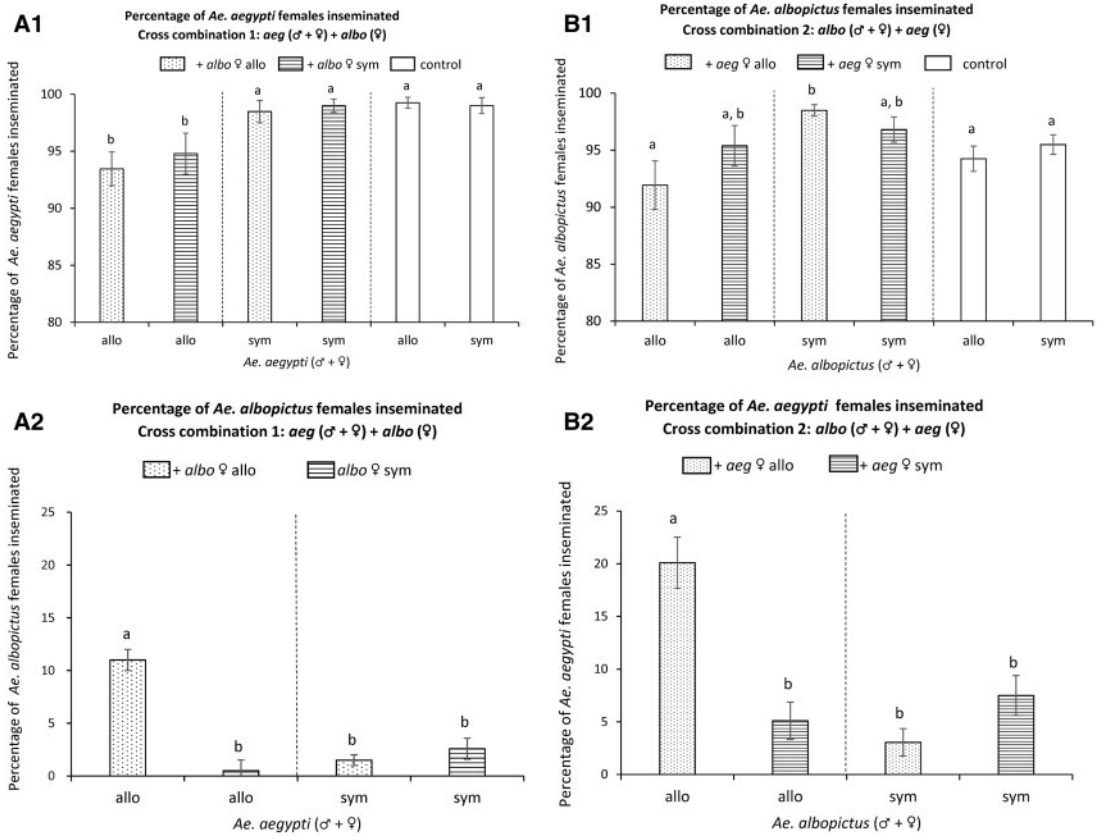 A1
Percentage of Ae. aegypti females inseminated
Cross combination 1: aeg (♂ + ♀) + albo (♀)
+ albo ♀ allo + albo ♀ sym control
Percentage of Ae. aegypti females inseminated
100
95
90
85
80
b b a a a a
allo allo sym sym allo sym
Ae. aegypti (♂ + ♀)
B1
Percentage of Ae. albopictus females inseminated
Cross combination 2: albo (♂ + ♀) + aeg (♀)
+ aeg ♀ allo + aeg ♀ sym control
Percentage of Ae. albopictus females inseminated
100
95
90
85
80
a a, b b a, b a a
allo allo sym sym allo sym
Ae. albopictus (♂ + ♀)
A2
Percentage of Ae. albopictus females inseminated
Cross combination 1: aeg (♂ + ♀) + albo (♀)
+ albo ♀ allo albo ♀ sym
Percentage of Ae. albopictus females inseminated
25
20
15
10
5
0
a b b b
allo allo sym sym
Ae. aegypti (♂ + ♀)
B2
Percentage of Ae. aegypti females inseminated
Cross combination 2: albo (♂ + ♀) + aeg (♀)
+ aeg ♀ allo + aeg ♀ sym
Percentage of Ae. aegypti females inseminated
25
20
15
10
5
0
a b b b
allo allo sym sym
Ae. albopictus (♂ + ♀)